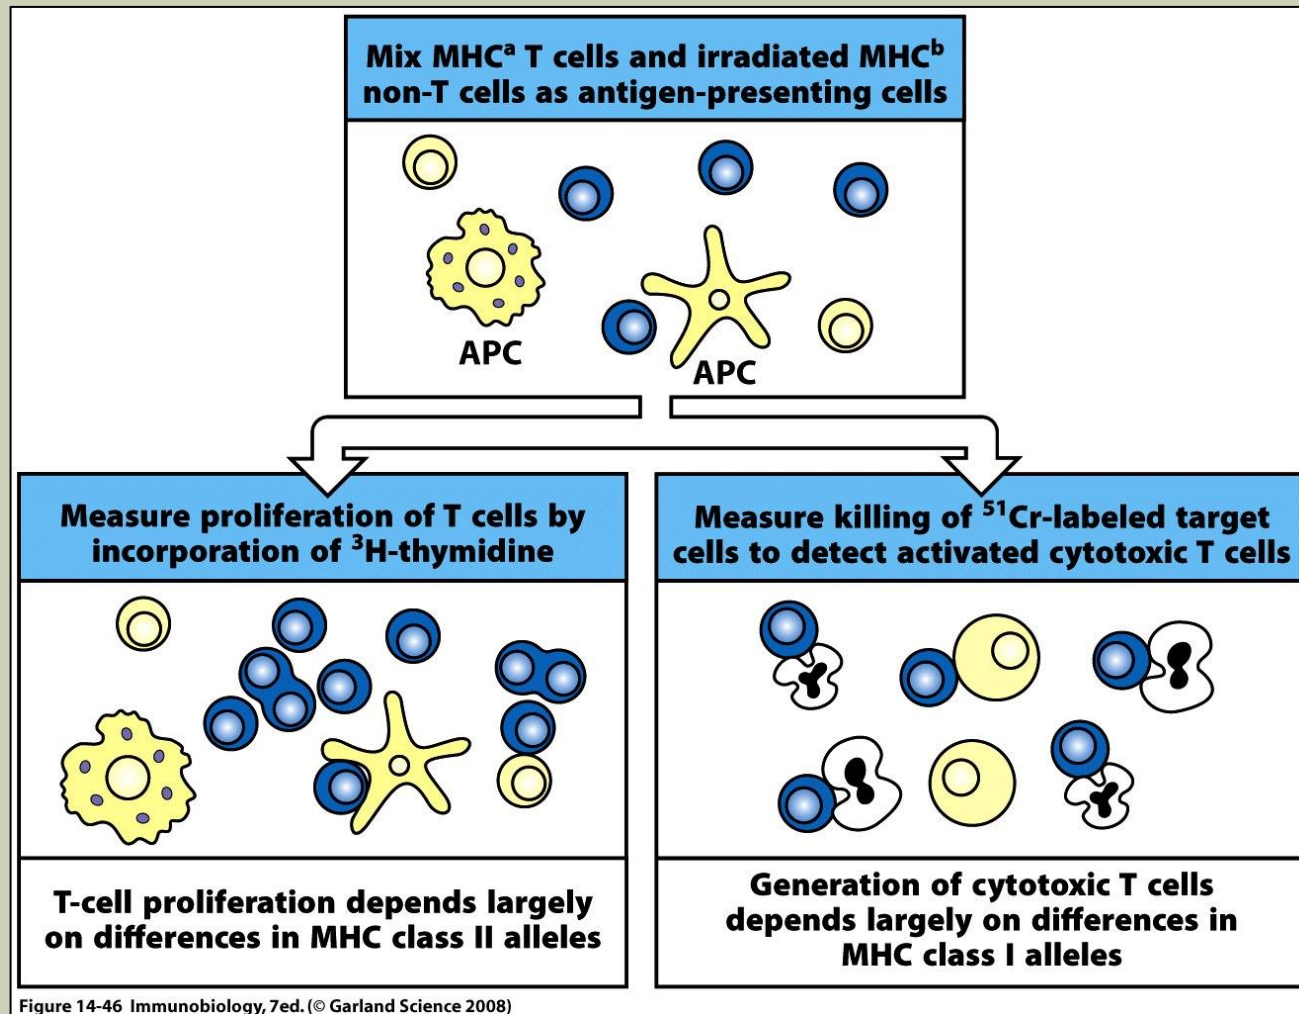 Mix MHCᵃ T cells and irradiated MHCᵇ
non-T cells as antigen-presenting cells
APC
APC
Measure proliferation of T cells by
incorporation of ³H-thymidine
Measure killing of ⁵¹Cr-labeled target
cells to detect activated cytotoxic T cells
T-cell proliferation depends largely
on differences in MHC class II alleles
Generation of cytotoxic T cells
depends largely on differences in
MHC class I alleles
Figure 14-46 Immunobiology, 7ed. (© Garland Science 2008)